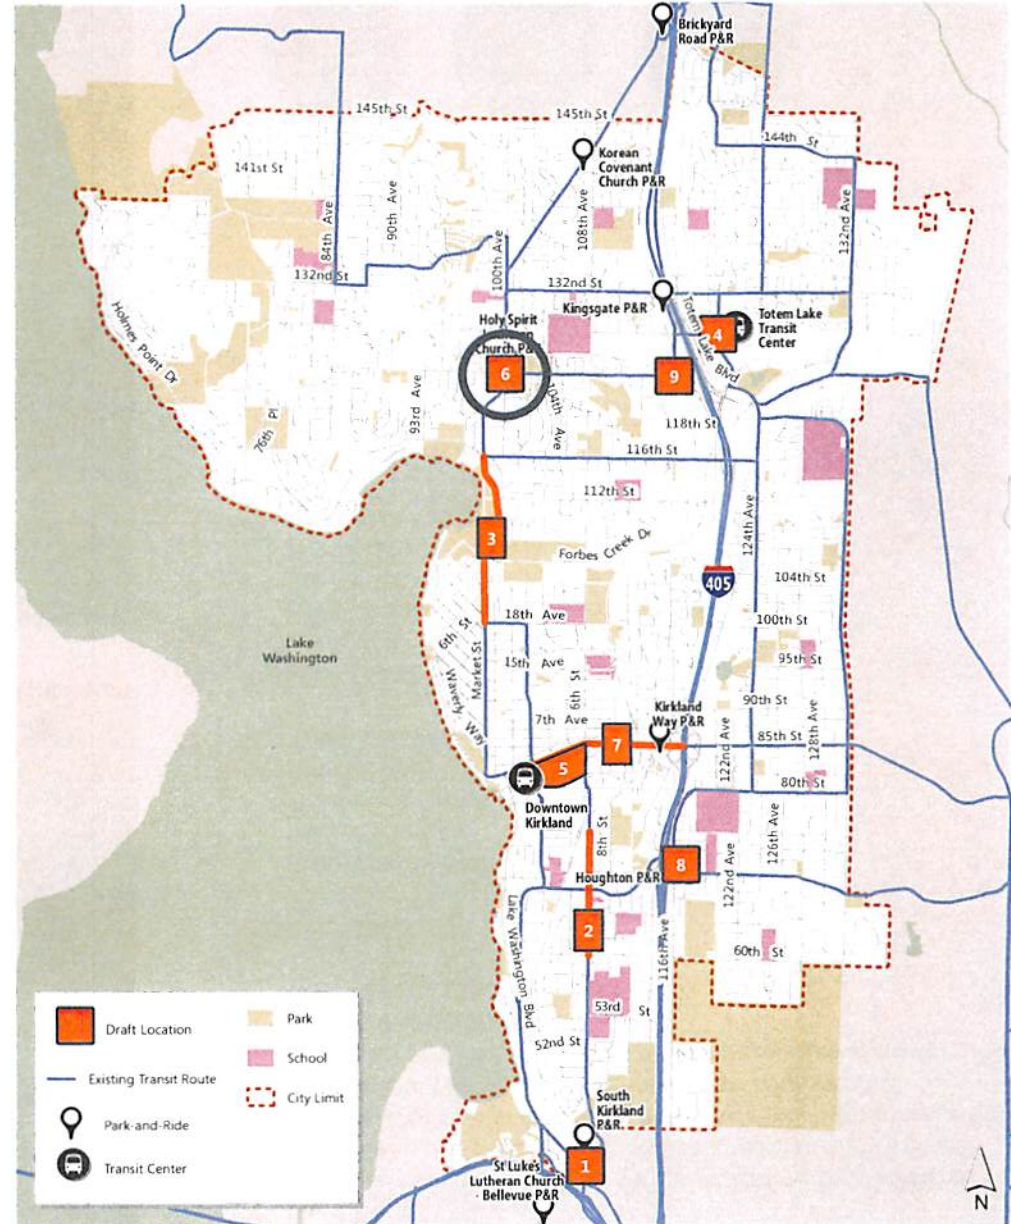 Brickyard
Road P&R
145th St
145th St
144th St
Korean
Covenant
Church P&R
141st St
84th Ave
90th Ave
108th Ave
132nd Ave
100th Ave
132nd St
132nd St
Kingsgate P&R
Holmes Point Dr
Holy Spirit
Church P&R
Totem Lake Blvd
4
Totem Lake
Transit
Center
6
9
104th Ave
93rd Ave
76th Pl
118th St
116th St
112th St
124th Ave
3
Forbes Creek Dr
405
104th St
100th St
18th Ave
6th St
Lake
Washington
Market St
15th Ave
95th St
Waverly Way
6th St
7th Ave
90th St
Kirkland
Way P&R
122nd Ave
128th Ave
85th St
7
5
80th St
Downtown
Kirkland
8th St
126th Ave
Houghton P&R
8
122nd Ave
Lake Washington Blvd
2
116th Ave
60th St
53rd St
52nd St
Draft Location
Existing Transit Route
Park-and-Ride
Transit Center
Park
School
City Limit
South
Kirkland
P&R
1
St Luke's
Lutheran Church
- Bellevue P&R
N